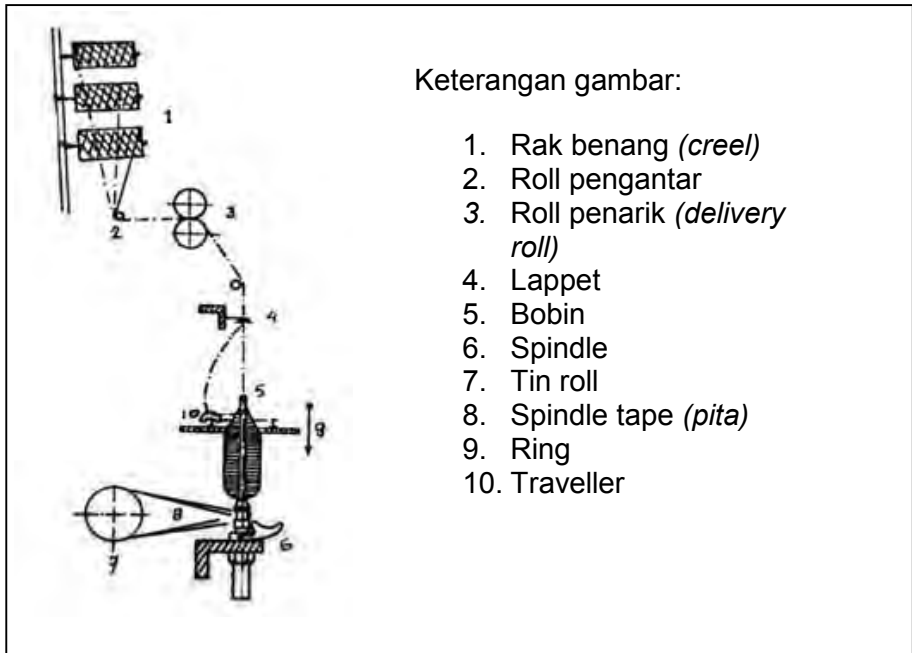 Keterangan gambar:
1. Rak benang (creel)
2. Roll pengantar
3. Roll penarik (delivery
roll)
4. Lappet
5. Bobin
6. Spindle
7. Tin roll
8. Spindle tape (pita)
9. Ring
10. Traveller
1
2
3
4
5
10
9
8
6
7